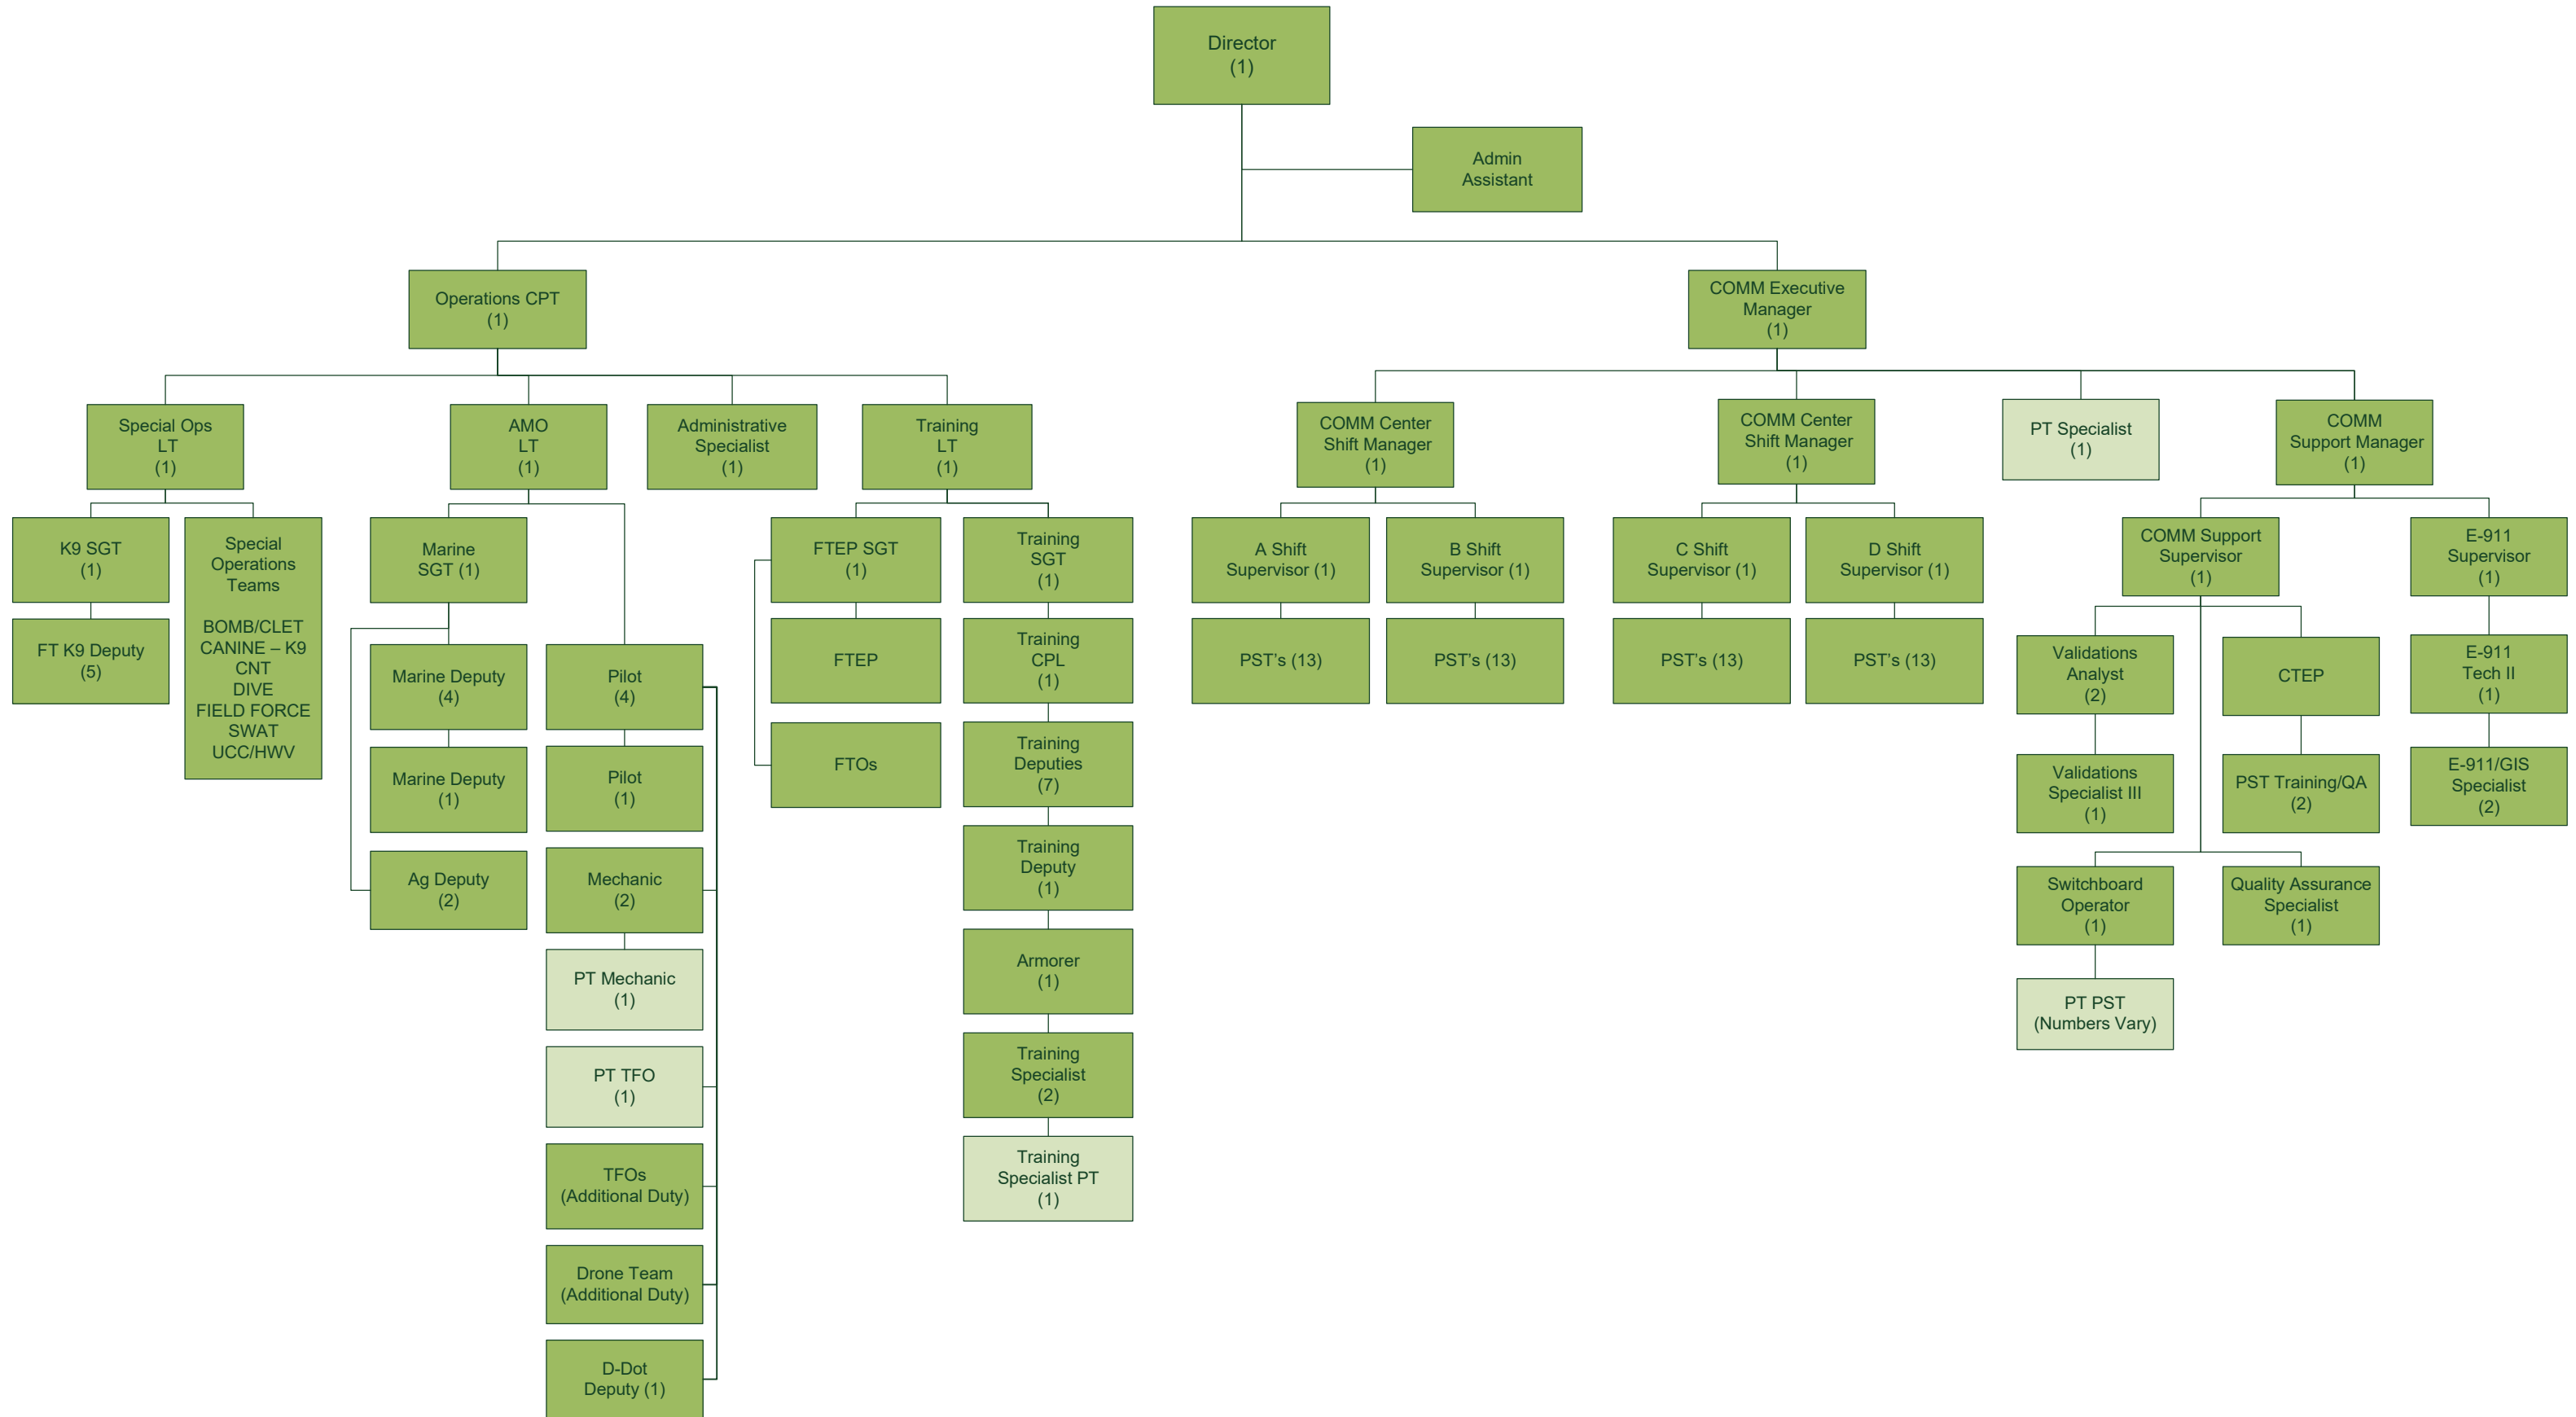 Director
(1)
Admin
Assistant
Operations CPT
(1)
COMM Executive
Manager
(1)
Special Ops
LT
(1)
AMO
LT
(1)
Administrative
Specialist
(1)
Training
LT
(1)
COMM Center
Shift Manager
(1)
COMM Center
Shift Manager
(1)
PT Specialist
(1)
COMM
Support Manager
(1)
K9 SGT
(1)
FT K9 Deputy
(5)
Special
Operations
Teams
BOMB/CLET
CANINE – K9
CNT
DIVE
FIELD FORCE
SWAT
UCC/HWV
Marine
SGT (1)
Marine Deputy
(4)
Marine Deputy
(1)
Ag Deputy
(2)
Pilot
(4)
Pilot
(1)
Mechanic
(2)
PT Mechanic
(1)
PT TFO
(1)
TFOs
(Additional Duty)
Drone Team
(Additional Duty)
D-Dot
Deputy (1)
FTEP SGT
(1)
FTEP
FTOs
Training
SGT
(1)
Training
CPL
(1)
Training
Deputies
(7)
Training
Deputy
(1)
Armorer
(1)
Training
Specialist
(2)
Training
Specialist PT
(1)
A Shift
Supervisor (1)
PST’s (13)
B Shift
Supervisor (1)
PST’s (13)
C Shift
Supervisor (1)
PST’s (13)
D Shift
Supervisor (1)
PST’s (13)
COMM Support
Supervisor
(1)
Validations
Analyst
(2)
Validations
Specialist III
(1)
CTEP
PST Training/QA
(2)
Switchboard
Operator
(1)
Quality Assurance
Specialist
(1)
PT PST
(Numbers Vary)
E-911
Supervisor
(1)
E-911
Tech II
(1)
E-911/GIS
Specialist
(2)